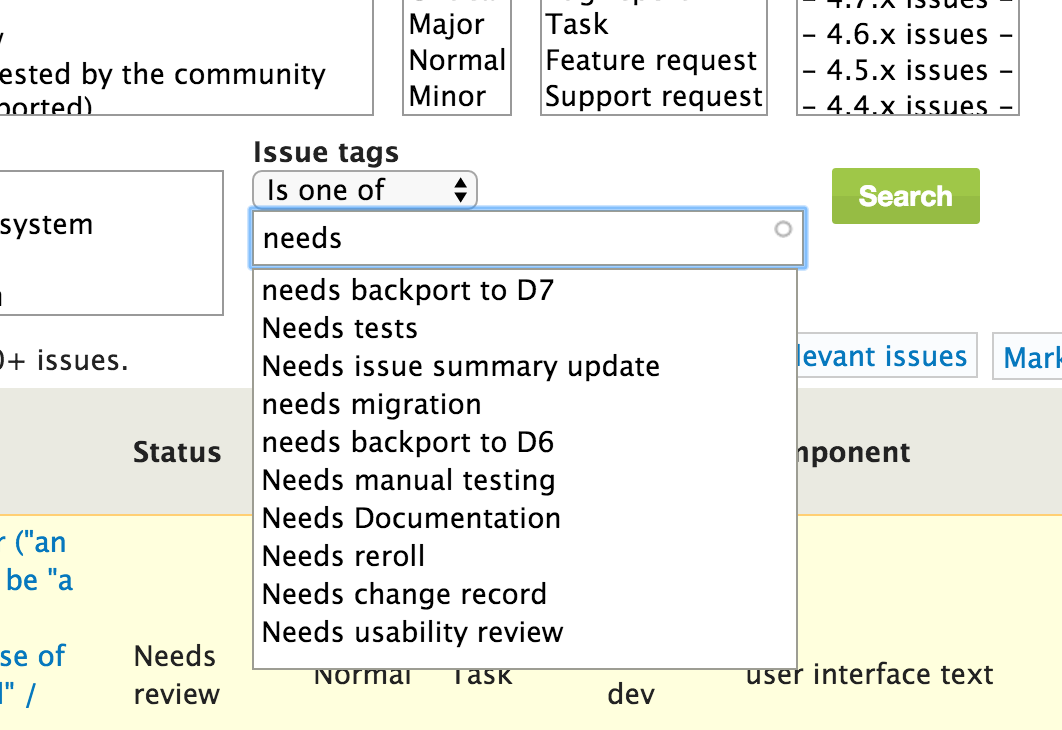 Major
Task
- 4.6.x issues -
ested by the community
Normal
Feature request
- 4.5.x issues -
ported)
Minor
Support request
- 4.4.x issues -
Issue tags
Is one of
Search
system
needs
needs backport to D7
Needs tests
Needs issue summary update
needs migration
needs backport to D6
Needs manual testing
Needs Documentation
Needs reroll
Needs change record
Needs usability review
0+ issues.
levant issues
Mark
Status
mponent
r ("an
be "a
se of
Needs
review
Normal
Task
dev
user interface text